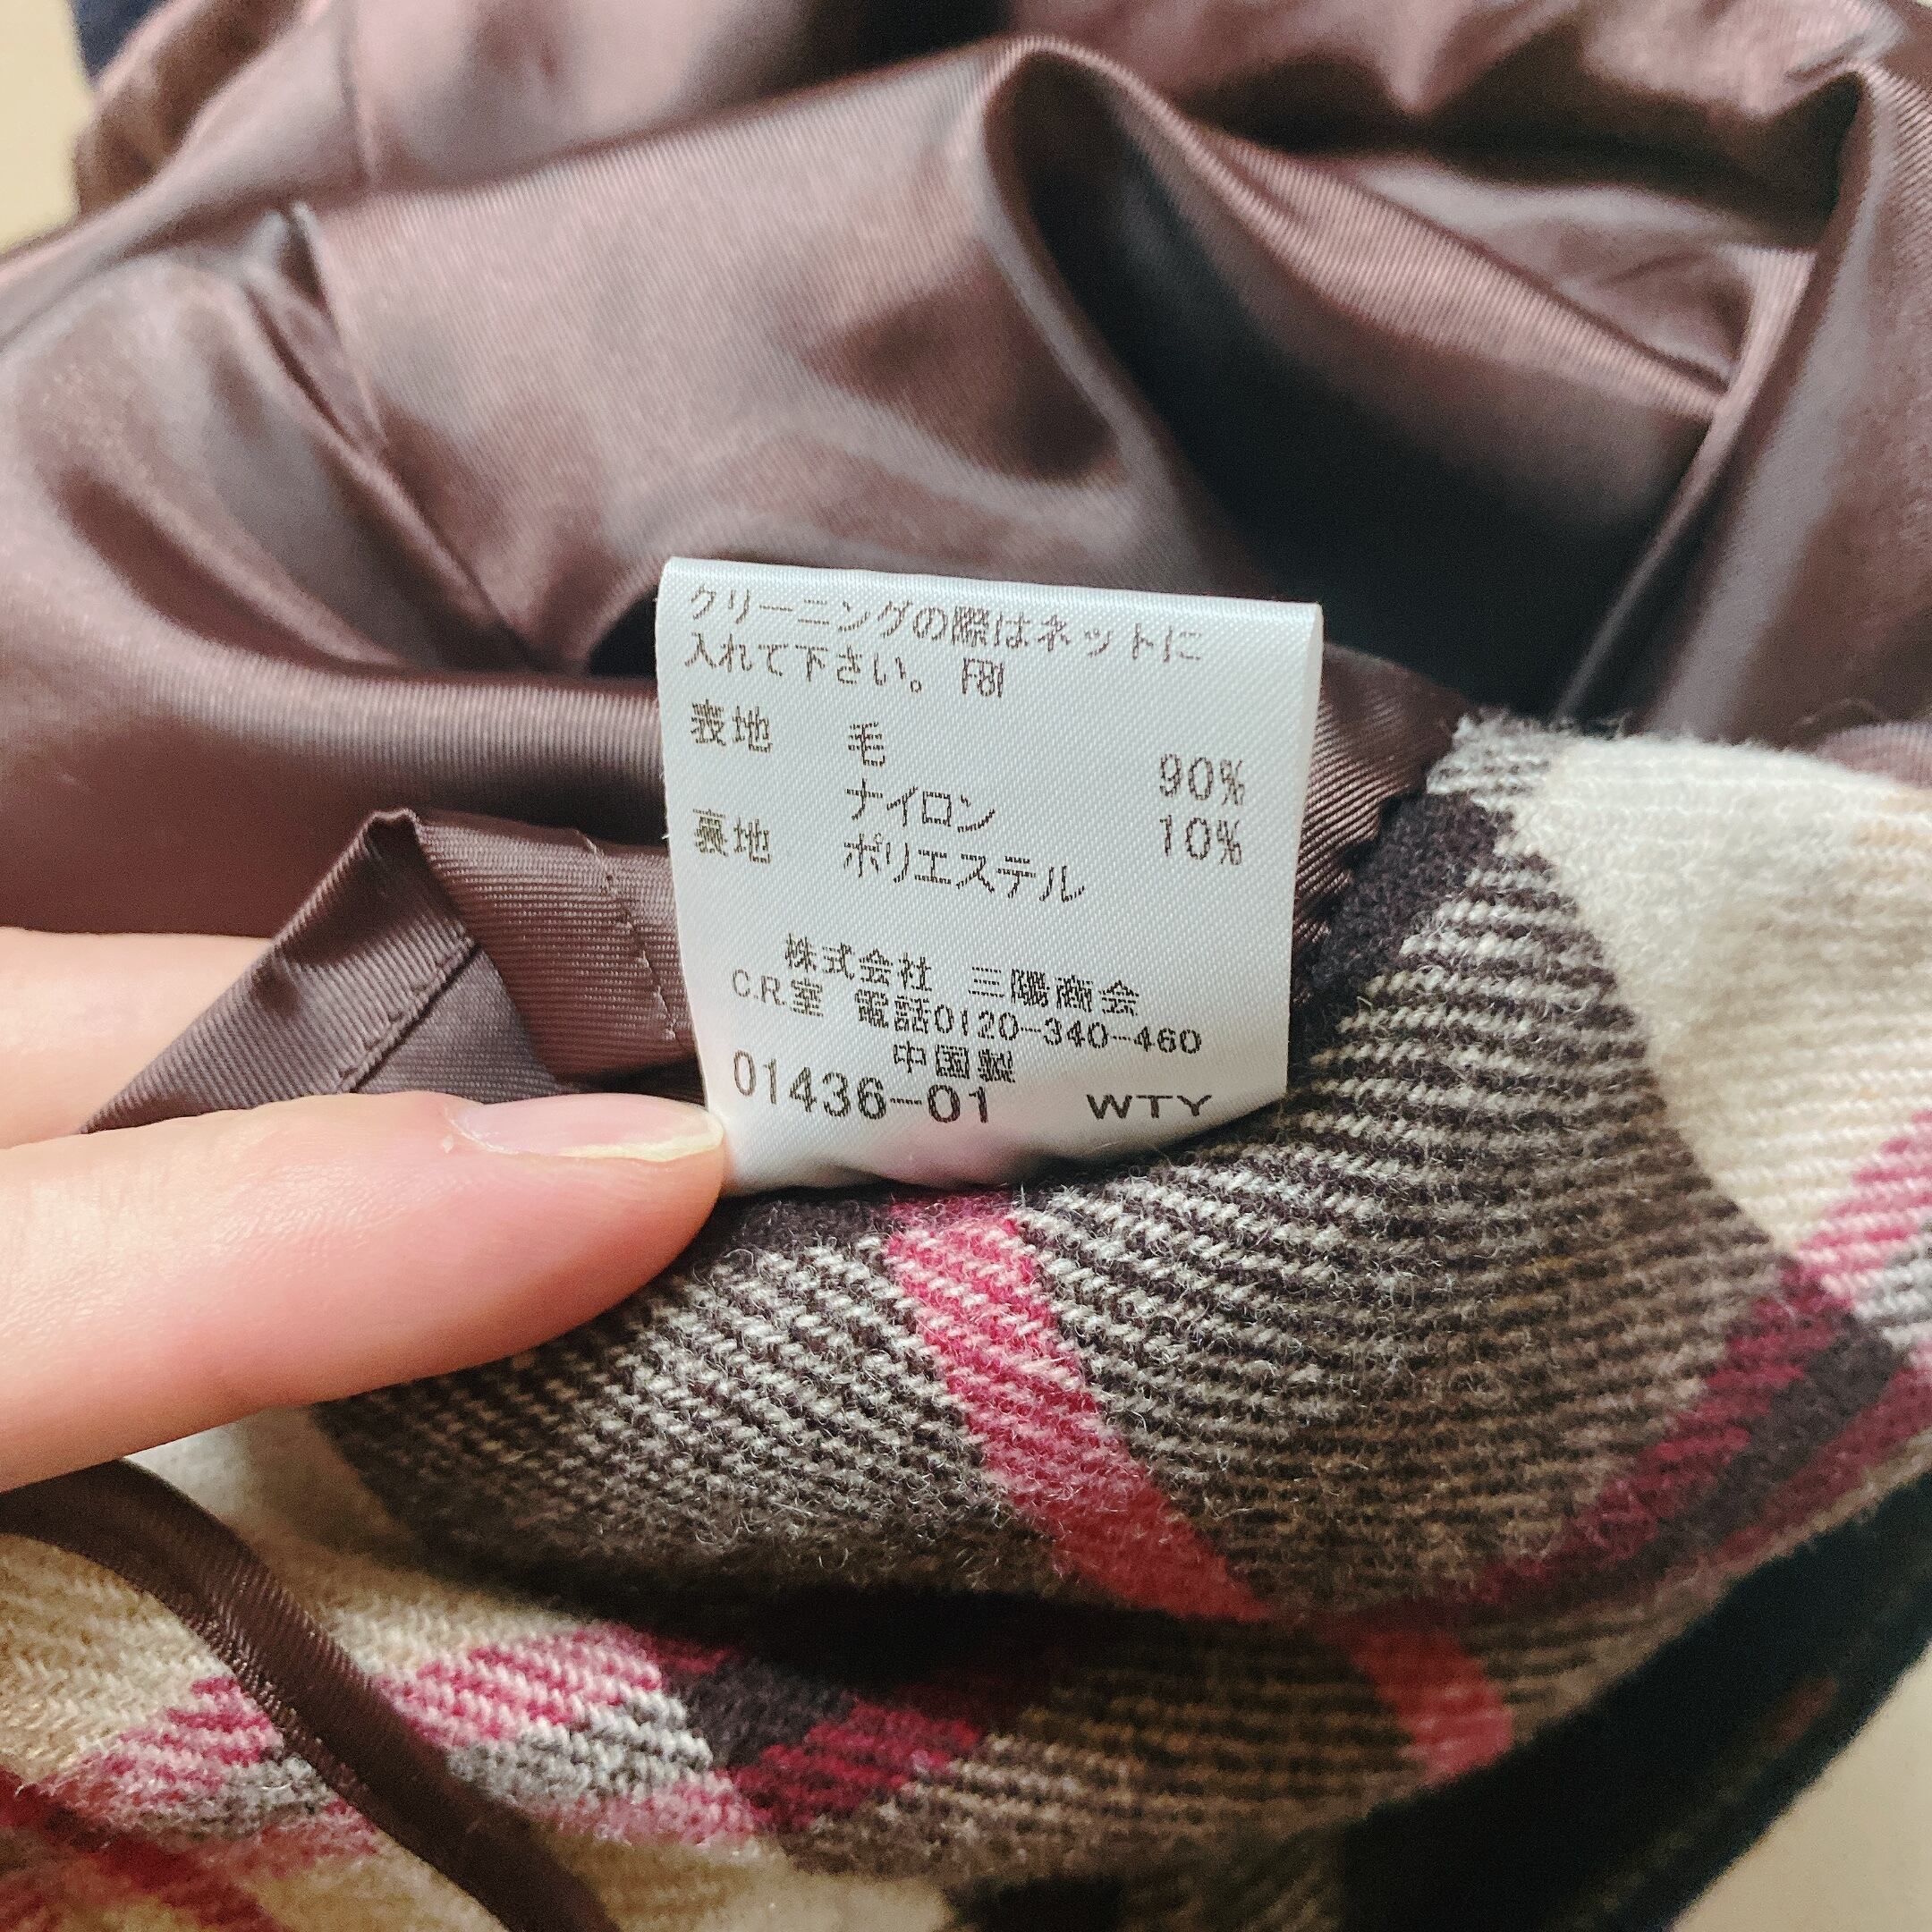 クリーニングの際はネットに
入れて下さい。 F81
表地 毛 90%
ナイロン 10%
裏地 ポリエステル
株式会社 三陽商会
C.R.室 電話0120-340-460
中国製
01436-01 WTY